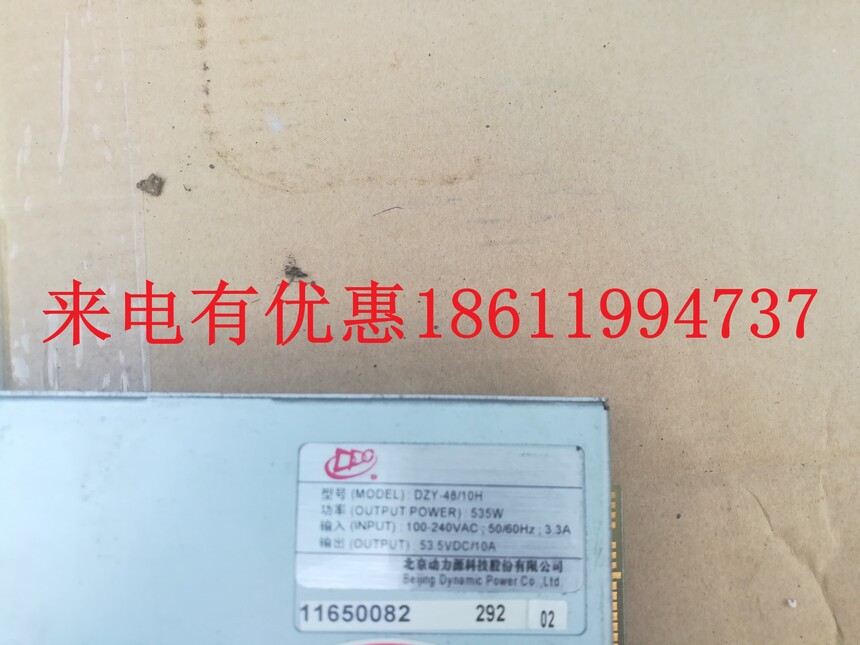 来电有优惠18611994737
型号(MODEL): DZY-48/10H
功率(OUTPUT POWER): 535W
输入(INPUT): 100-240VAC; 50/60Hz; 3.3A
输出(OUTPUT): 53.5VDC/10A
北京动力源科技股份有限公司
Beijing Dynamic Power Co.,Ltd.
11650082 292 02